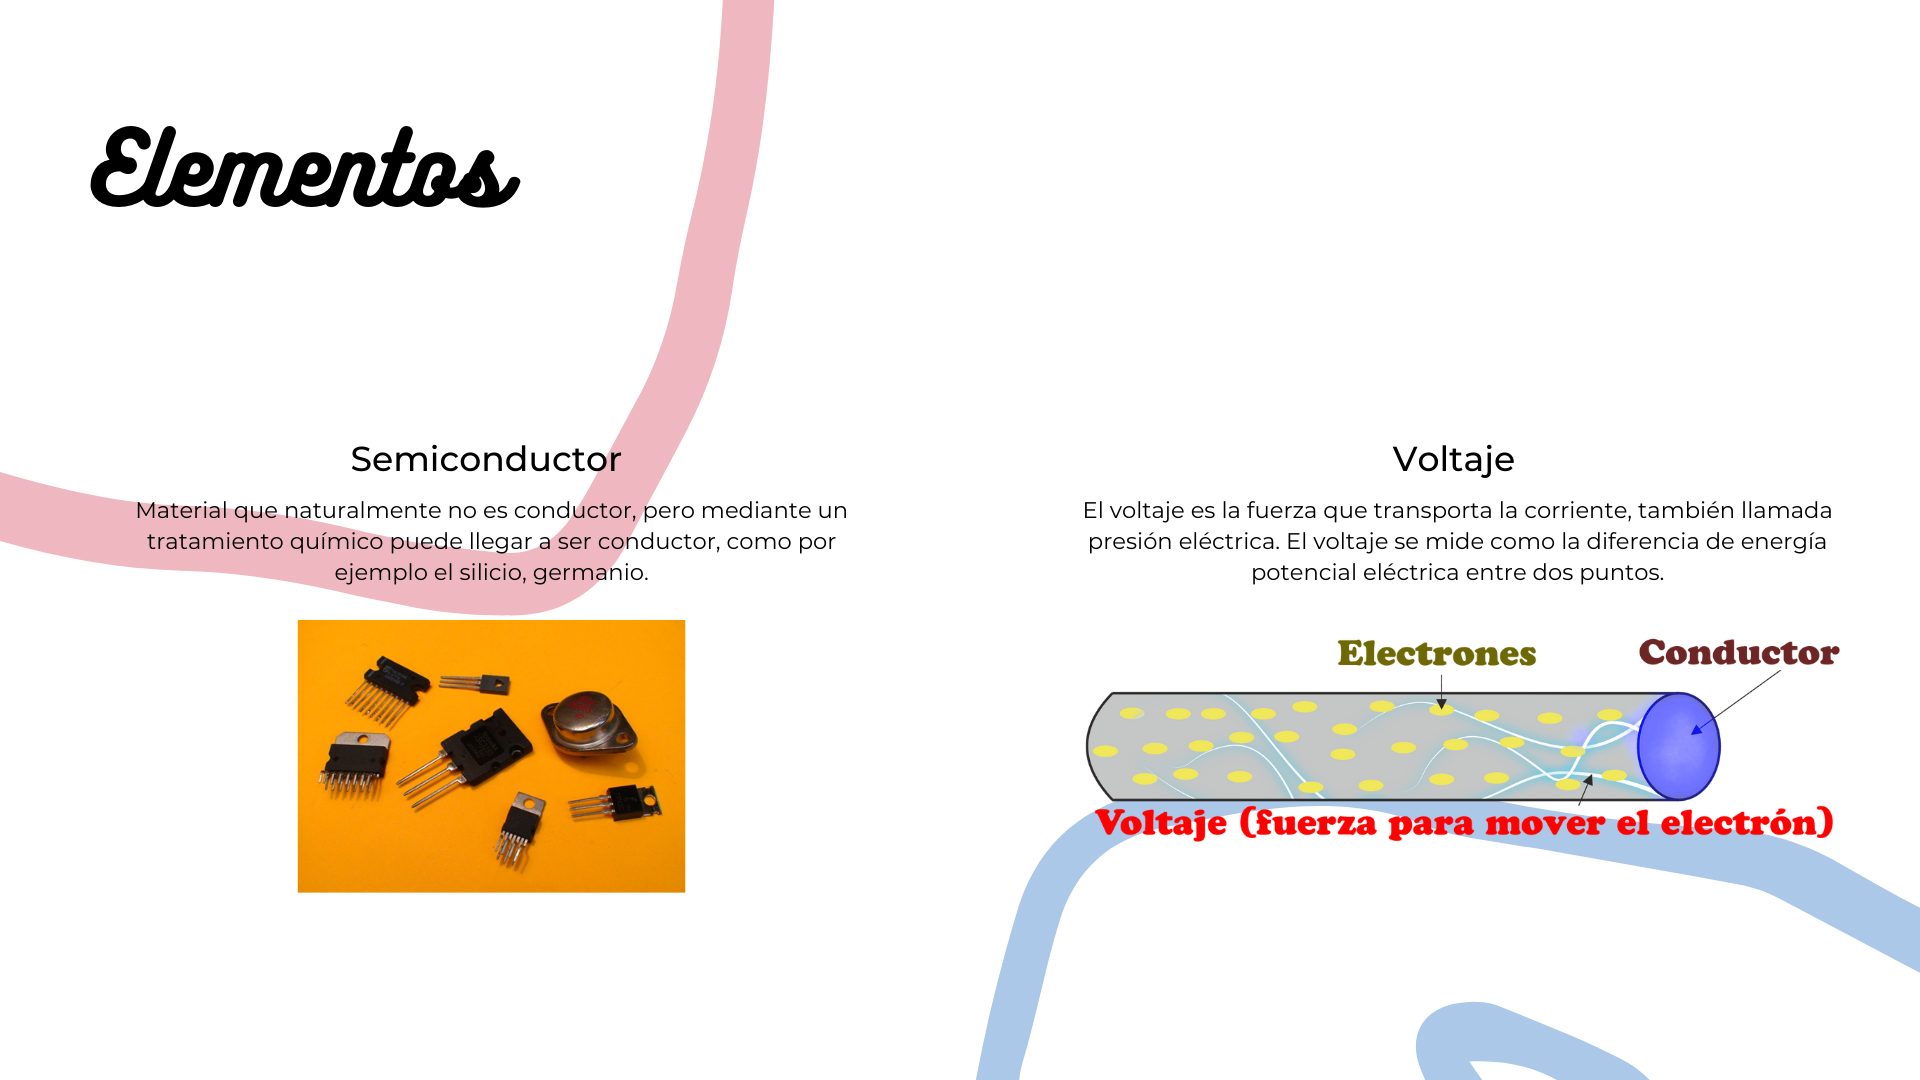 Elementos
Semiconductor
Material que naturalmente no es conductor, pero mediante un
tratamiento químico puede llegar a ser conductor, como por
ejemplo el silicio, germanio.
Voltaje
El voltaje es la fuerza que transporta la corriente, también llamada
presión eléctrica. El voltaje se mide como la diferencia de energía
potencial eléctrica entre dos puntos.
Electrones
Conductor
Voltaje (fuerza para mover el electrón)